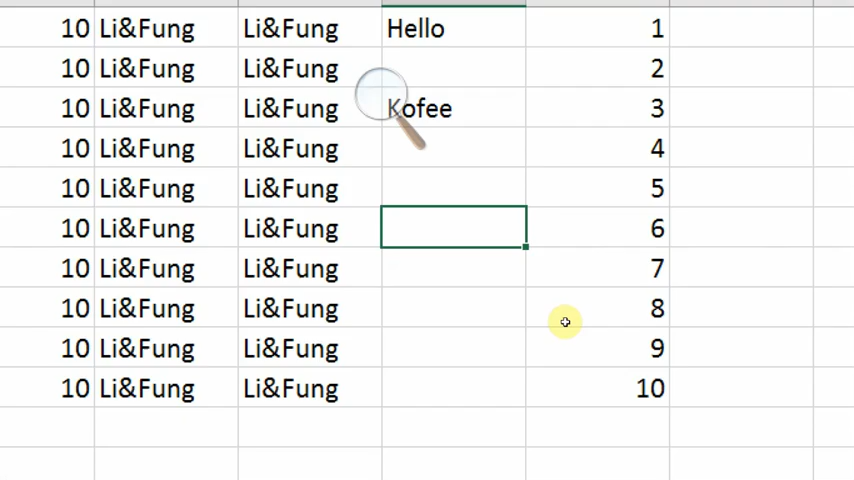 10 Li&Fung Li&Fung Hello 1
10 Li&Fung Li&Fung 2
10 Li&Fung Li&Fung Kofee 3
10 Li&Fung Li&Fung 4
10 Li&Fung Li&Fung 5
10 Li&Fung Li&Fung 6
10 Li&Fung Li&Fung 7
10 Li&Fung Li&Fung 8
10 Li&Fung Li&Fung 9
10 Li&Fung Li&Fung 10